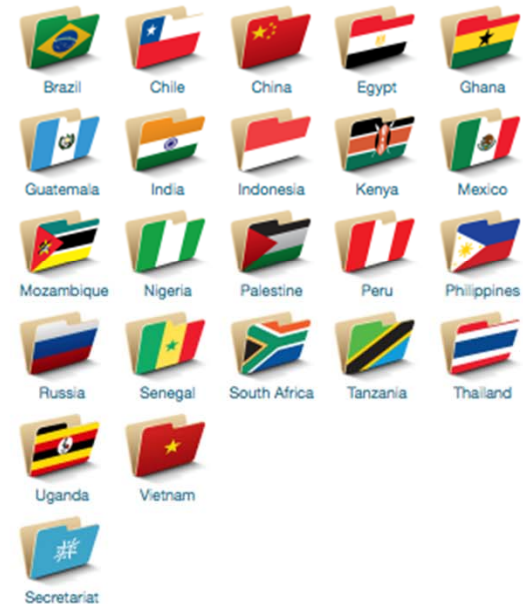 Brazil Chile China Egypt Ghana
Guatemala India Indonesia Kenya Mexico
Mozambique Nigeria Palestine Peru Philippines
Russia Senegal South Africa Tanzania Thailand
Uganda Vietnam
Secretariat